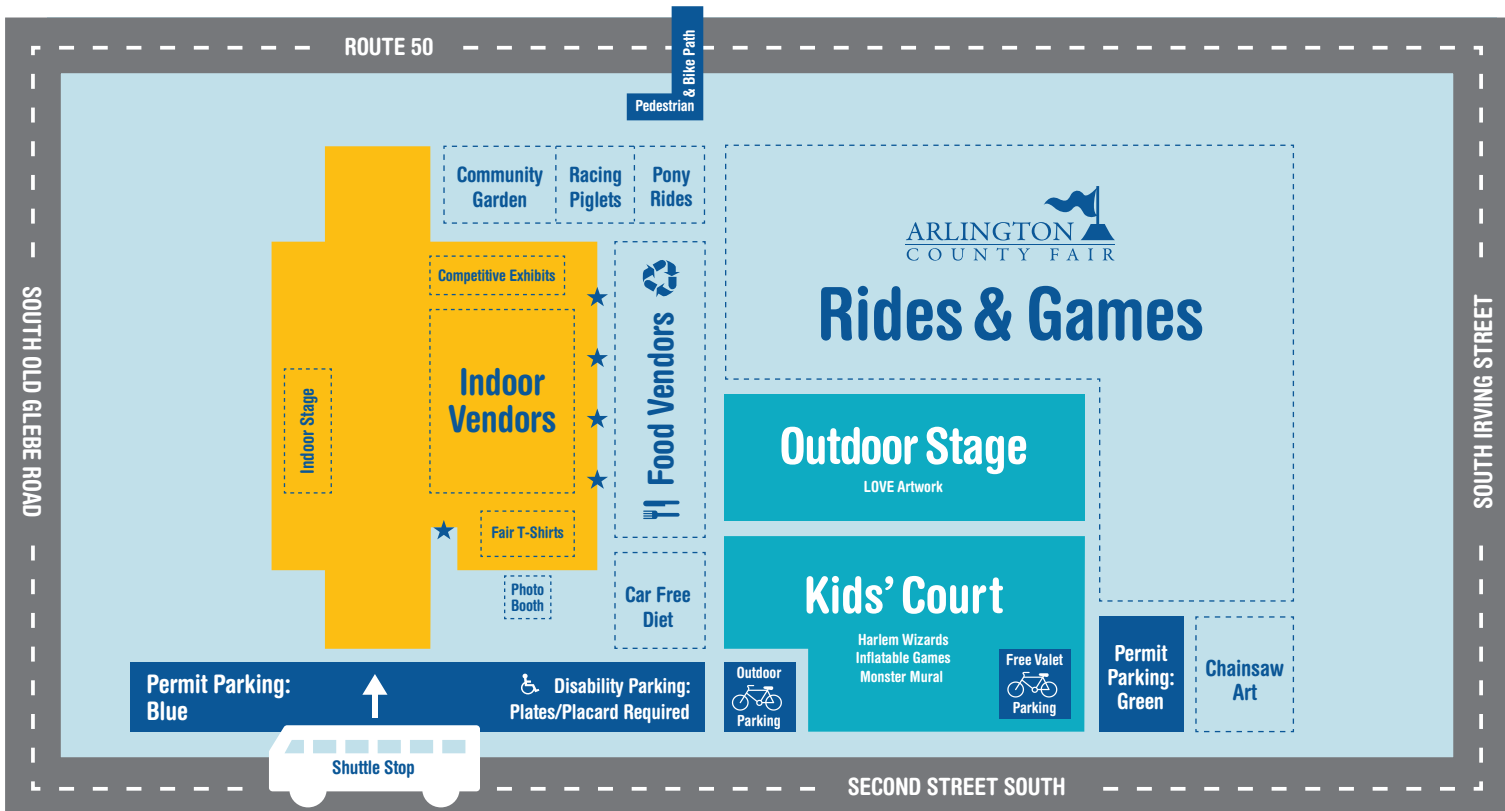 ROUTE 50
Pedestrian
& Bike Path
Community
Garden
Racing
Piglets
Pony
Rides
ARLINGTON
COUNTY FAIR
Rides & Games
Competitive Exhibits
Indoor
Vendors
Indoor Stage
Food Vendors
Fair T-Shirts
Photo
Booth
Car Free
Diet
Outdoor Stage
LOVE Artwork
Kids' Court
Harlem Wizards
Inflatable Games
Monster Mural
Free Valet
Parking
Outdoor
Parking
Permit
Parking:
Green
Chainsaw
Art
Permit Parking:
Blue
Disability Parking:
Plates/Placard Required
Shuttle Stop
SOUTH OLD GLEBE ROAD
SOUTH IRVING STREET
SECOND STREET SOUTH